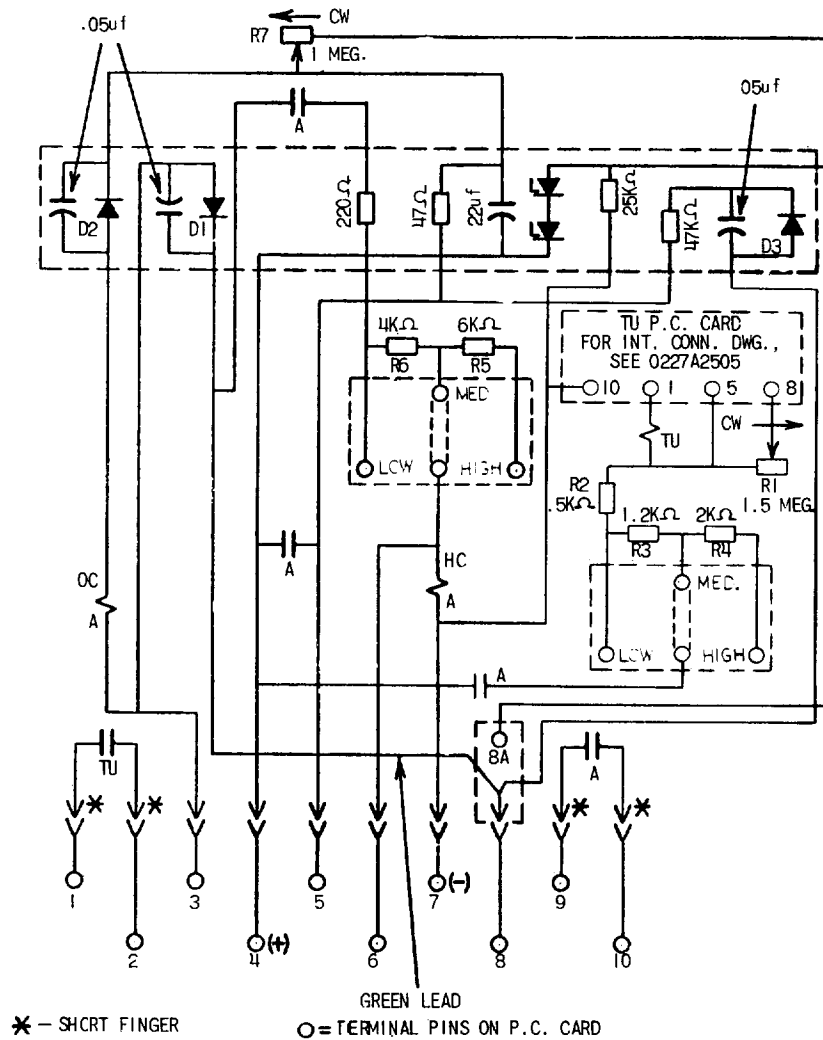 CW
.05uf
R7
1 MEG.
05uf
A
D2
D1
220Ω
47Ω
22uf
25KΩ
47KΩ
D3
4KΩ
6KΩ
R6
R5
MED
LCW
HIGH
TU P.C. CARD
FOR INT. CONN. DWG.,
SEE 0227A2505
10
1
5
8
TU
CW
R2
.5KΩ
R1
1.5 MEG
1.2KΩ
2KΩ
R3
R4
MED.
LCW
HIGH
A
HC
A
OC
A
A
8A
TU
A
*
*
*
*
1
2
3
4
(+)
5
6
7
(-)
8
9
10
GREEN LEAD
* - SHCRT FINGER
O = TERMINAL PINS ON P.C. CARD